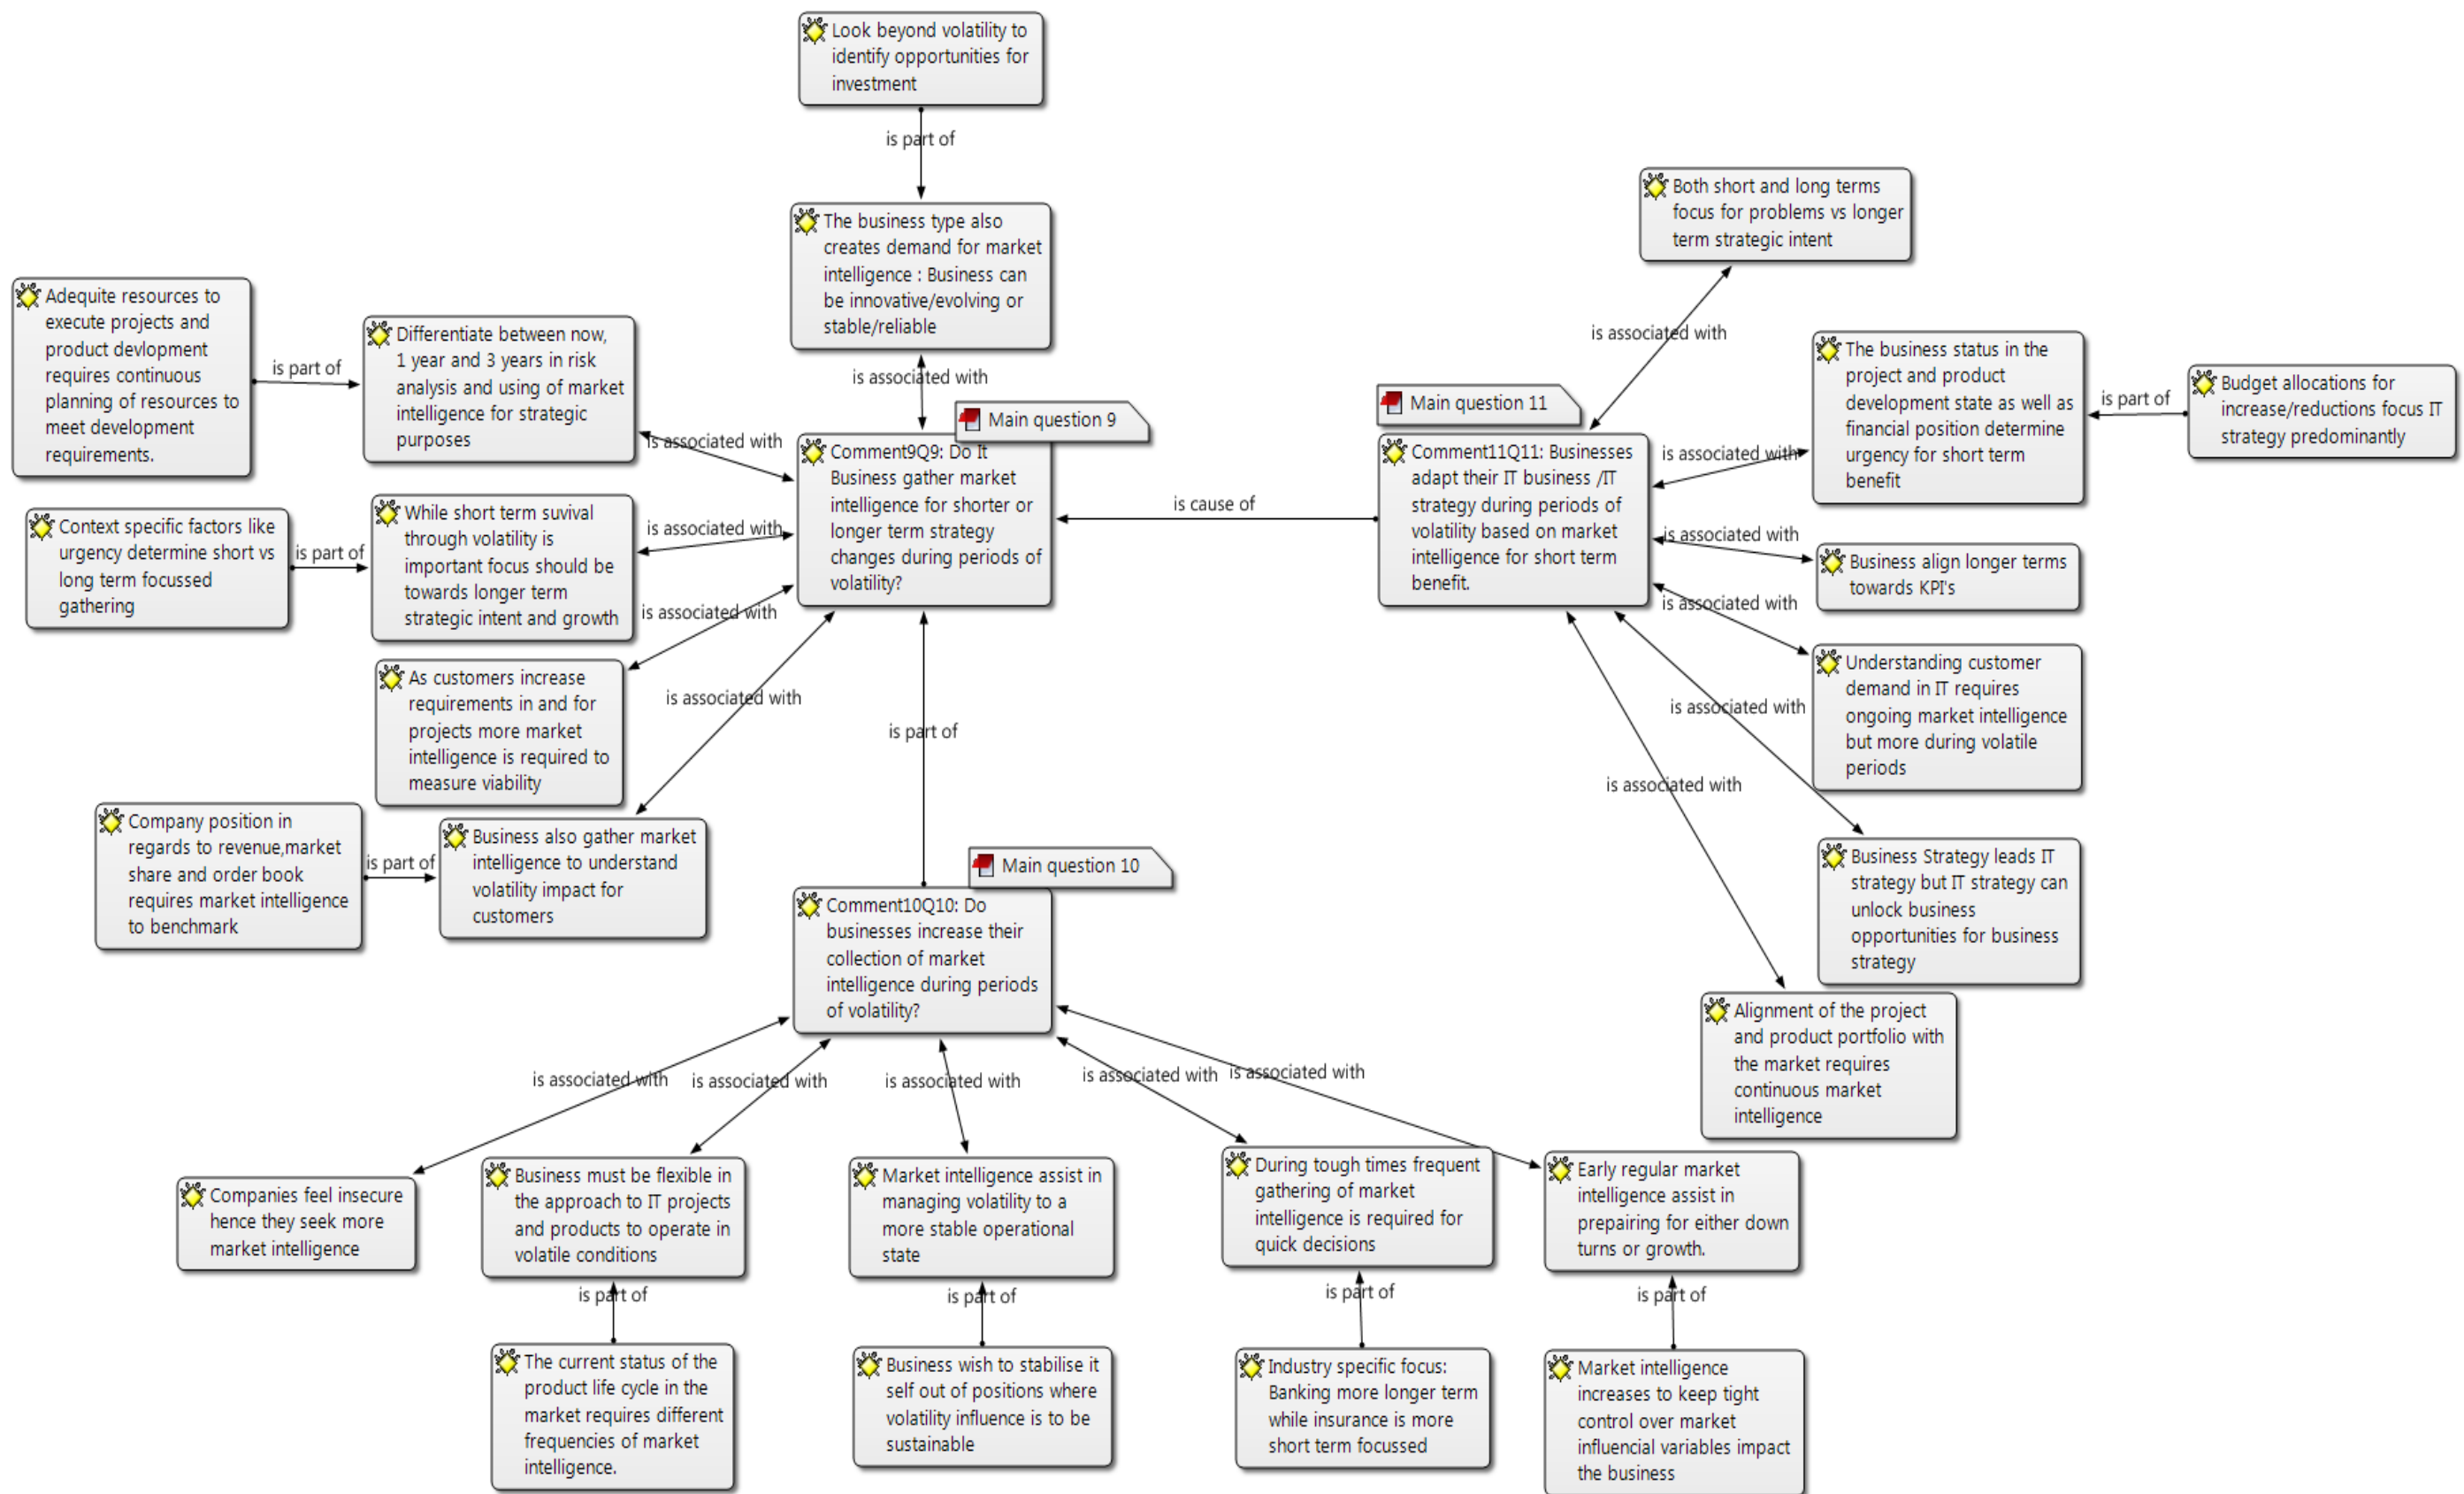 Look beyond volatility to
identify opportunities for
investment
is part of
The business type also
creates demand for market
intelligence : Business can
be innovative/evolving or
stable/reliable
is associated with
Main question 9
Comment9Q9: Do It
Business gather market
intelligence for shorter or
longer term strategy
changes during periods of
volatility?
Adequite resources to
execute projects and
product devlopment
requires continuous
planning of resources to
meet development
requirements.
is part of
Differentiate between now,
1 year and 3 years in risk
analysis and using of market
intelligence for strategic
purposes
is associated with
Context specific factors like
urgency determine short vs
long term focussed
gathering
is part of
While short term suvival
through volatility is
important focus should be
towards longer term
strategic intent and growth
is associated with
As customers increase
requirements in and for
projects more market
intelligence is required to
measure viability
is associated with
Company position in
regards to revenue,market
share and order book
requires market intelligence
to benchmark
is part of
Business also gather market
intelligence to understand
volatility impact for
customers
is associated with
is cause of
Main question 11
Comment11Q11: Businesses
adapt their IT business /IT
strategy during periods of
volatility based on market
intelligence for short term
benefit.
Both short and long terms
focus for problems vs longer
term strategic intent
is associated with
The business status in the
project and product
development state as well as
financial position determine
urgency for short term
benefit
is associated with
is part of
Budget allocations for
increase/reductions focus IT
strategy predominantly
is associated with
Business align longer terms
towards KPI's
is associated with
Understanding customer
demand in IT requires
ongoing market intelligence
but more during volatile
periods
is associated with
Business Strategy leads IT
strategy but IT strategy can
unlock business
opportunities for business
strategy
is associated with
Alignment of the project
and product portfolio with
the market requires
continuous market
intelligence
is part of
Main question 10
Comment10Q10: Do
businesses increase their
collection of market
intelligence during periods
of volatility?
is associated with
is associated with
is associated with
is associated with
is associated with
Companies feel insecure
hence they seek more
market intelligence
Business must be flexible in
the approach to IT projects
and products to operate in
volatile conditions
Market intelligence assist in
managing volatility to a
more stable operational
state
During tough times frequent
gathering of market
intelligence is required for
quick decisions
Early regular market
intelligence assist in
prepairing for either down
turns or growth.
is part of
is part of
is part of
is part of
The current status of the
product life cycle in the
market requires different
frequencies of market
intelligence.
Business wish to stabilise it
self out of positions where
volatility influence is to be
sustainable
Industry specific focus:
Banking more longer term
while insurance is more
short term focussed
Market intelligence
increases to keep tight
control over market
influencial variables impact
the business